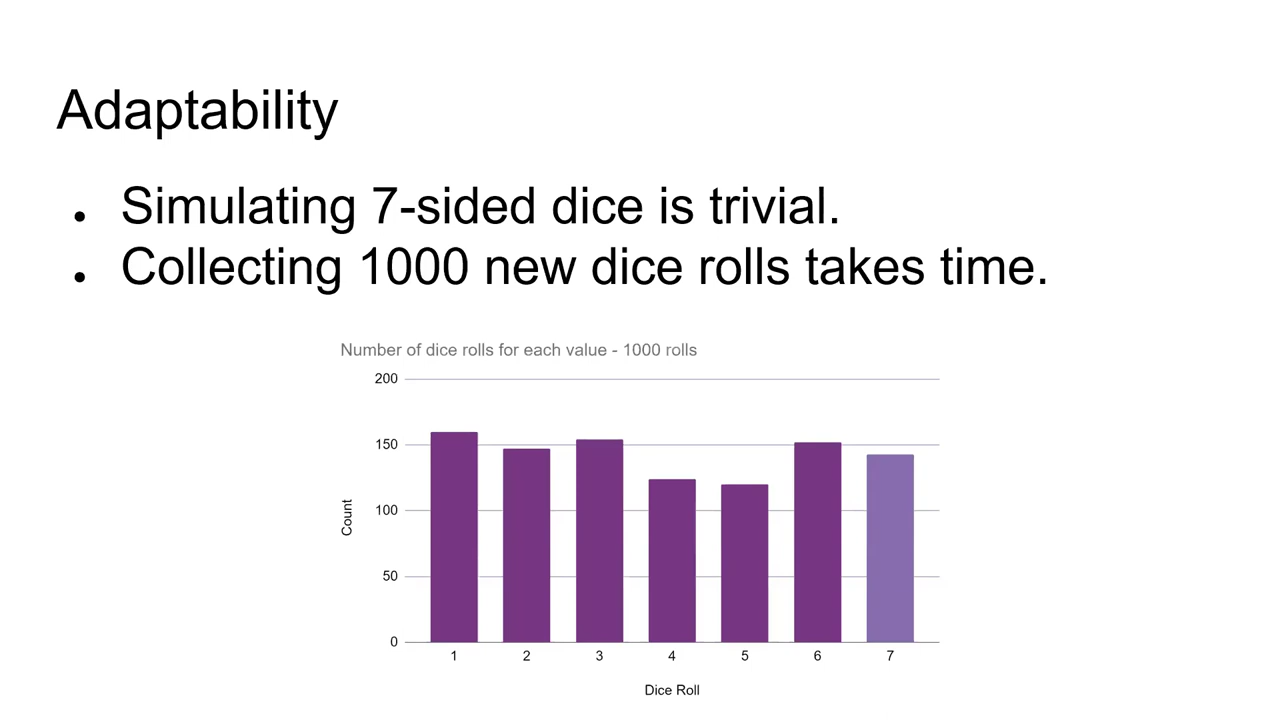 Adaptability
• Simulating 7-sided dice is trivial.
• Collecting 1000 new dice rolls takes time.
Number of dice rolls for each value - 1000 rolls
200
150
100
50
0
Count
1 2 3 4 5 6 7
Dice Roll